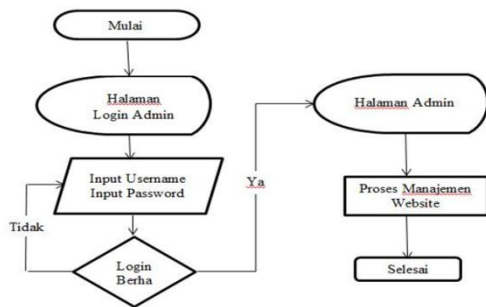 Mulai
Halaman
Login Admin
Input Username
Input Password
Tidak
Login
Berha
Ya
Halaman Admin
Proses Manajemen
Website
Selesai